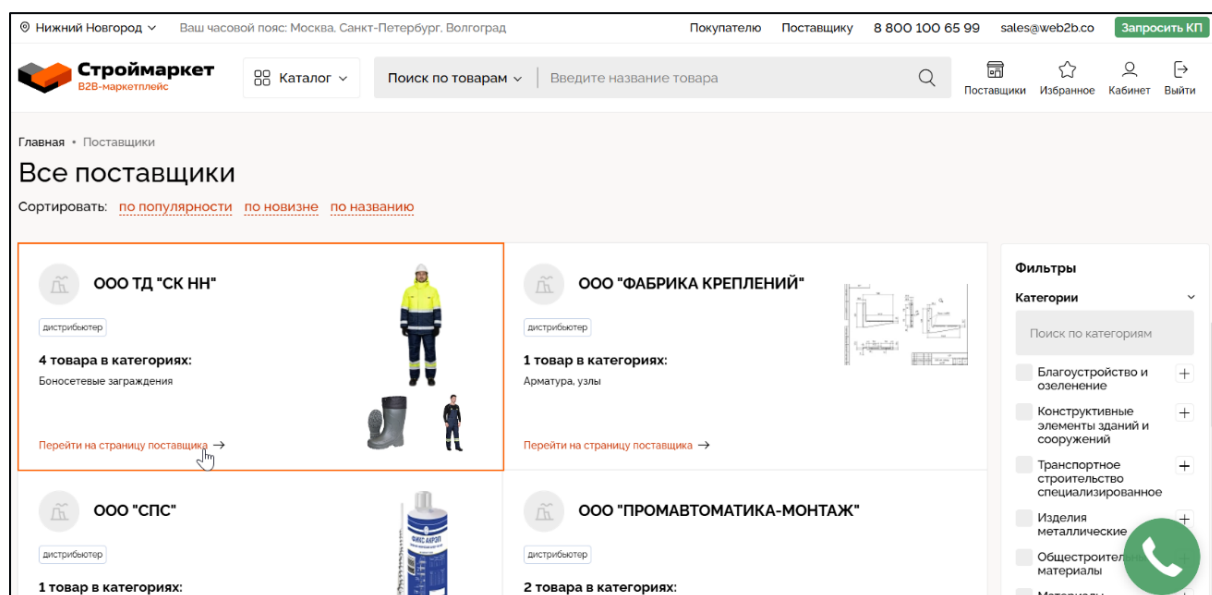 Нижний Новгород Ваш часовой пояс: Москва, Санкт-Петербург, Волгоград Покупателю Поставщику 8 800 100 65 99 sales@web2b.co Запросить КП
Строймаркет
B2B-маркетплейс
Каталог
Поиск по товарам
Введите название товара
Поставщики Избранное Кабинет Выйти
Главная • Поставщики
Все поставщики
Сортировать: по популярности по новизне по названию
ООО ТД "СК НН"
дистрибьютер
4 товара в категориях:
Боносетевые заграждения
Перейти на страницу поставщика →
ООО "ФАБРИКА КРЕПЛЕНИЙ"
дистрибьютер
1 товар в категориях:
Арматура, узлы
Перейти на страницу поставщика →
ООО "СПС"
дистрибьютер
1 товар в категориях:
ООО "ПРОМАВТОМАТИКА-МОНТАЖ"
дистрибьютер
2 товара в категориях:
Фильтры
Категории
Поиск по категориям
Благоустройство и
озеленение
Конструктивные
элементы зданий и
сооружений
Транспортное
строительство
специализированное
Изделия
металлические
материалы